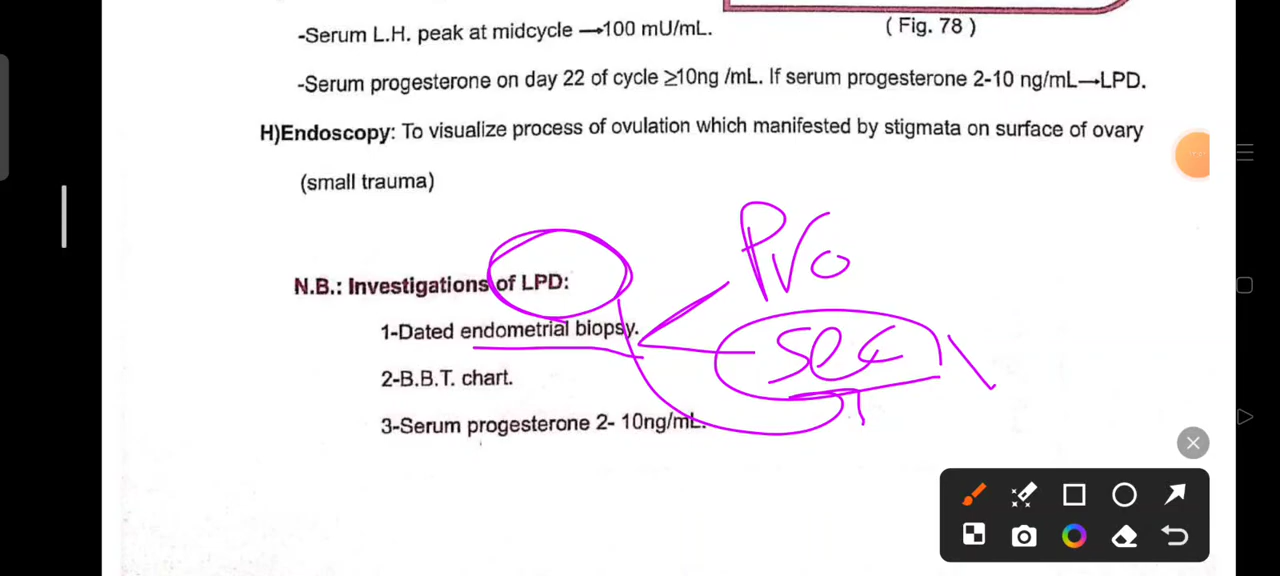 -Serum L.H. peak at midcycle →100 mU/mL.
( Fig. 78 )
-Serum progesterone on day 22 of cycle ≥10ng /mL. If serum progesterone 2-10 ng/mL→LPD.
H)Endoscopy: To visualize process of ovulation which manifested by stigmata on surface of ovary
(small trauma)
N.B.: Investigations of LPD:
1-Dated endometrial biopsy.
2-B.B.T. chart.
3-Serum progesterone 2- 10ng/mL.
Pro
sec